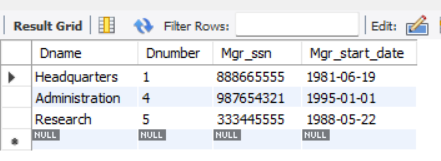 Result Grid Filter Rows: Edit:
Dname Dnumber Mgr_ssn Mgr_start_date
Headquarters 1 888665555 1981-06-19
Administration 4 987654321 1995-01-01
Research 5 333445555 1988-05-22
NULL NULL NULL NULL